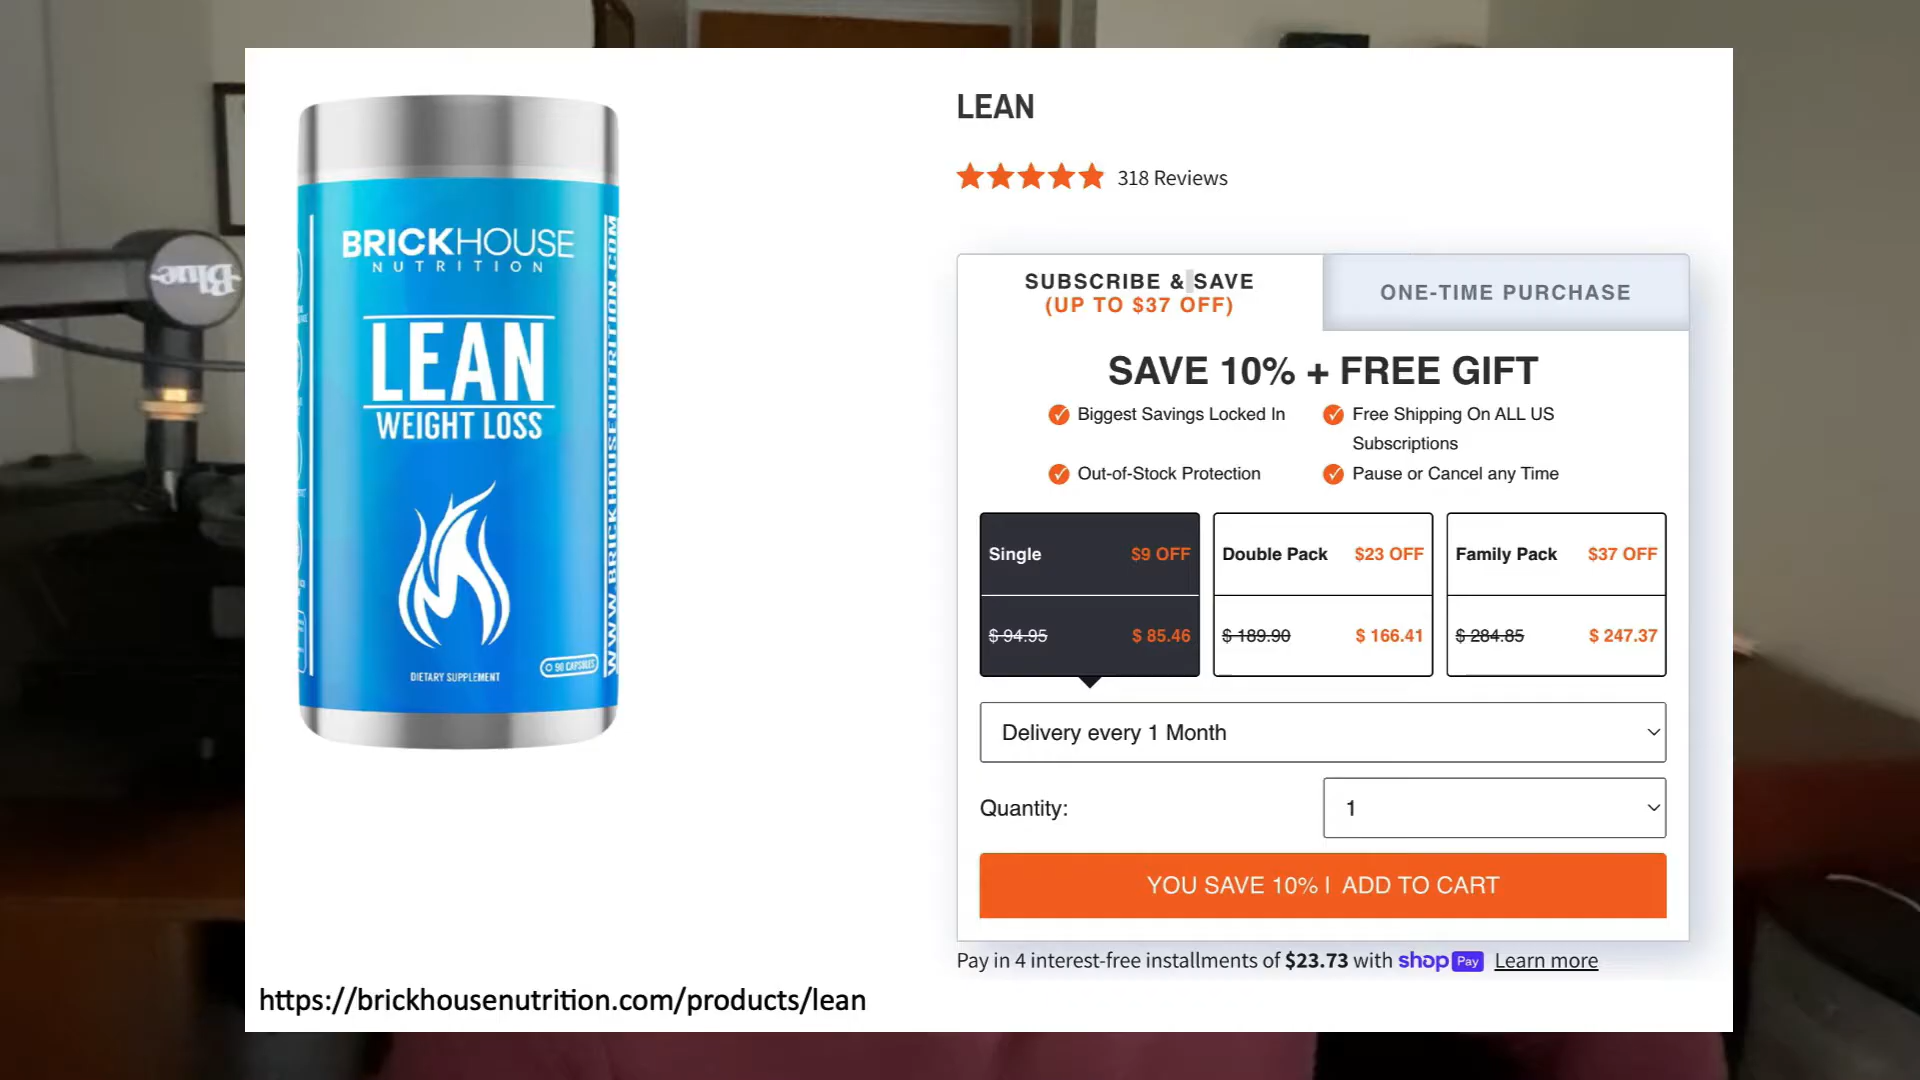 LEAN
318 Reviews
SUBSCRIBE & SAVE
(UP TO $37 OFF)
ONE-TIME PURCHASE
SAVE 10% + FREE GIFT
Biggest Savings Locked In
Free Shipping On ALL US
Subscriptions
Out-of-Stock Protection
Pause or Cancel any Time
Single $9 OFF
$ 94.95 $ 85.46
Double Pack $23 OFF
$ 189.90 $ 166.41
Family Pack $37 OFF
$ 284.85 $ 247.37
Delivery every 1 Month
Quantity:
1
YOU SAVE 10% | ADD TO CART
Pay in 4 interest-free installments of $23.73 with shop Pay Learn more
BRICKHOUSE
NUTRITION
LEAN
WEIGHT LOSS
DIETARY SUPPLEMENT
90 CAPSULES
WWW.BRICKHOUSENUTRITION.COM
https://brickhousenutrition.com/products/lean
Blue